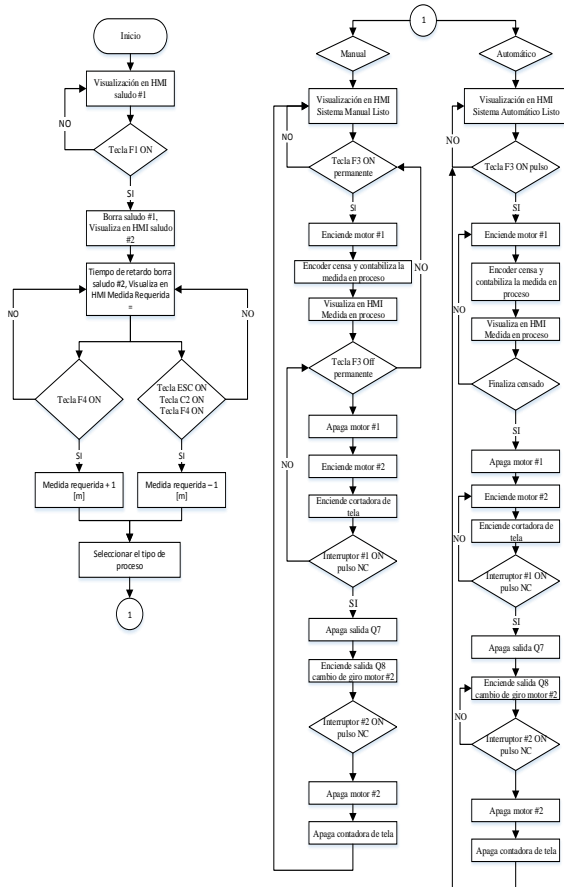 Inicio
Visualización en HMI
saludo #1
NO
Tecla F1 ON
SI
Borra saludo #1,
Visualiza en HMI saludo
#2
Tiempo de retardo borra
saludo #2, Visualiza en
HMI Medida Requerida
=
NO
NO
Tecla F4 ON
Tecla ESC ON
Tecla C2 ON
Tecla F4 ON
SI
SI
Medida requerida + 1
[m]
Medida requerida – 1
[m]
Seleccionar el tipo de
proceso
1
1
Manual
Visualización en HMI
Sistema Manual Listo
NO
Tecla F3 ON
permanente
SI
Enciende motor #1
Encoder censa y
contabiliza la
medida en proceso
NO
Visualiza en HMI
Medida en proceso
Tecla F3 Off
permanente
Apaga motor #1
NO
Enciende motor #2
Enciende cortadora de
tela
Interruptor #1 ON
pulso NC
SI
Apaga salida Q7
Enciende salida Q8
cambio de giro motor #2
Interruptor #2 ON
pulso NC
Apaga motor #2
Apaga contadora de tela
Automático
Visualización en HMI
Sistema Automático Listo
NO
Tecla F3 ON pulso
SI
Enciende motor #1
Encoder censa y
contabiliza la medida en
proceso
NO
Visualiza en HMI
Medida en proceso
Finaliza censado
SI
Apaga motor #1
Enciende motor #2
NO
Enciende cortadora de
tela
Interruptor #1 ON
pulso NC
SI
Apaga salida Q7
Enciende salida Q8
cambio de giro motor #2
NO
Interruptor #2 ON
pulso NC
Apaga motor #2
Apaga contadora de tela